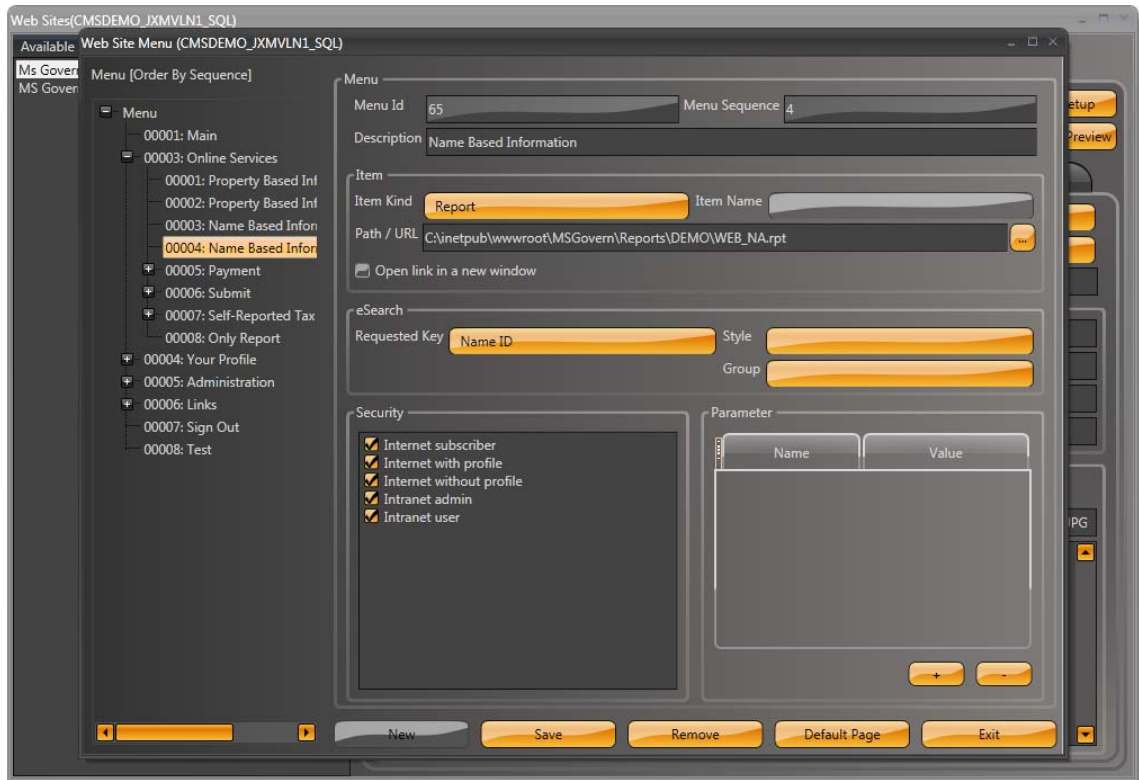 Web Sites(CMSDEMO_JXMVLN1_SQL)
Available
Ms Govern
MS Govern
Web Site Menu (CMSDEMO_JXMVLN1_SQL)
Menu [Order By Sequence]
Menu
00001: Main
00003: Online Services
00001: Property Based Inf
00002: Property Based Inf
00003: Name Based Infor
00004: Name Based Infor
00005: Payment
00006: Submit
00007: Self-Reported Tax
00008: Only Report
00004: Your Profile
00005: Administration
00006: Links
00007: Sign Out
00008: Test
Menu
Menu Id 65 Menu Sequence 4
Description Name Based Information
Item
Item Kind Report Item Name
Path / URL C:\inetpub\wwwroot\MSGovern\Reports\DEMO\WEB_NA.rpt ...
Open link in a new window
eSearch
Requested Key Name ID Style
Group
Security
Internet subscriber
Internet with profile
Internet without profile
Intranet admin
Intranet user
Parameter
Name Value
+ -
New Save Remove Default Page Exit
etup
Preview
JPG